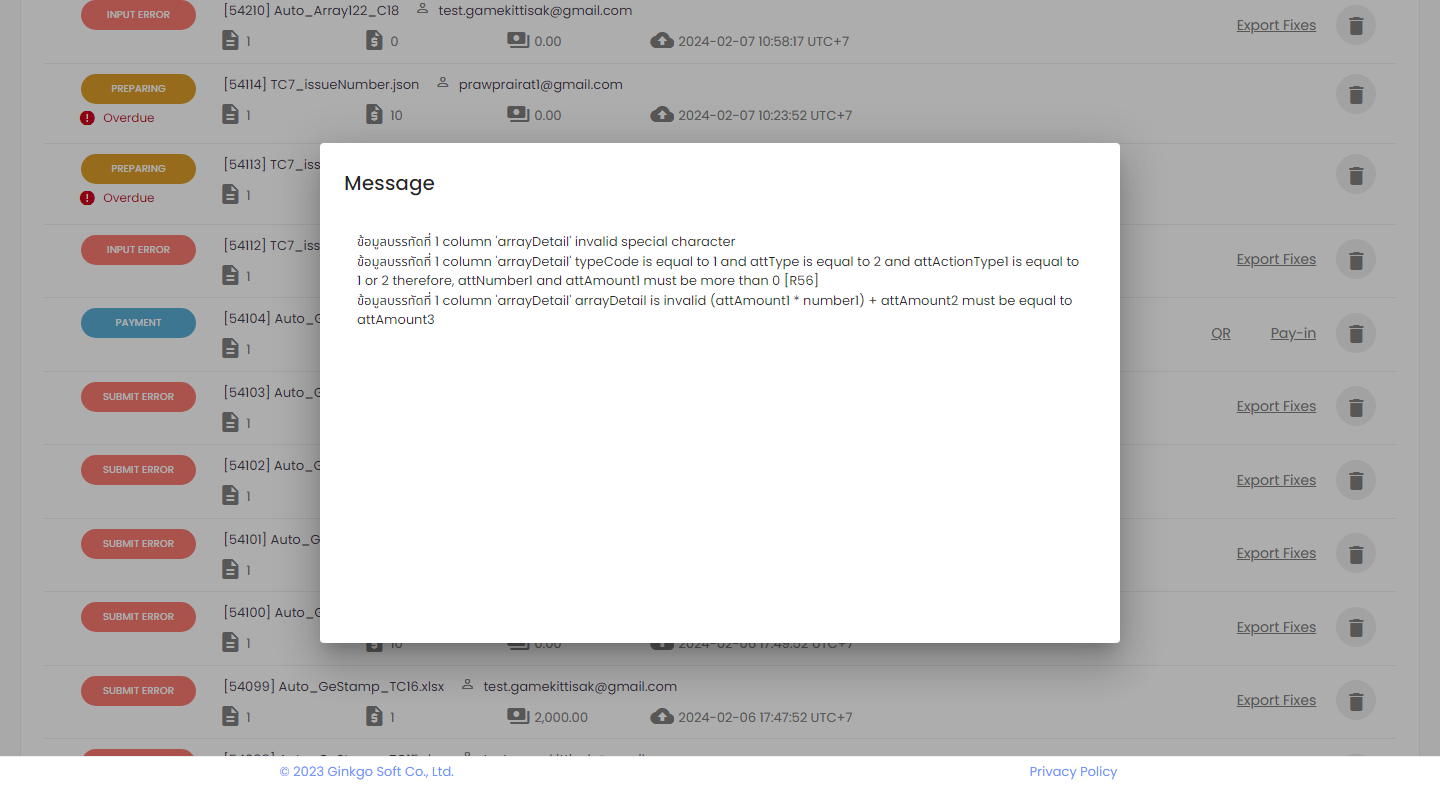 INPUT ERROR
[54210] Auto_Array122_C18 test.gamekittisak@gmail.com
Export Fixes
1 0 0.00 2024-02-07 10:58:17 UTC+7
PREPARING
[54114] TC7_issueNumber.json prawprairat1@gmail.com
Overdue
1 10 0.00 2024-02-07 10:23:52 UTC+7
PREPARING
[54113] TC7_iss
Overdue
1
INPUT ERROR
[54112] TC7_iss
Export Fixes
1
PAYMENT
[54104] Auto_G
QR Pay-in
1
SUBMIT ERROR
[54103] Auto_G
Export Fixes
1
SUBMIT ERROR
[54102] Auto_G
Export Fixes
1
SUBMIT ERROR
[54101] Auto_G
Export Fixes
1
SUBMIT ERROR
[54100] Auto_G
Export Fixes
1 10 0.00 2024-02-06 17:49:52 UTC+7
SUBMIT ERROR
[54099] Auto_GeStamp_TC16.xlsx test.gamekittisak@gmail.com
Export Fixes
1 1 2,000.00 2024-02-06 17:47:52 UTC+7
Message
ข้อมูลบรรทัดที่ 1 column 'arrayDetail' invalid special character
ข้อมูลบรรทัดที่ 1 column 'arrayDetail' typeCode is equal to 1 and attType is equal to 2 and attActionType1 is equal to
1 or 2 therefore, attNumber1 and attAmount1 must be more than 0 [R56]
ข้อมูลบรรทัดที่ 1 column 'arrayDetail' arrayDetail is invalid (attAmount1 * number1) + attAmount2 must be equal to
attAmount3
© 2023 Ginkgo Soft Co., Ltd.
Privacy Policy